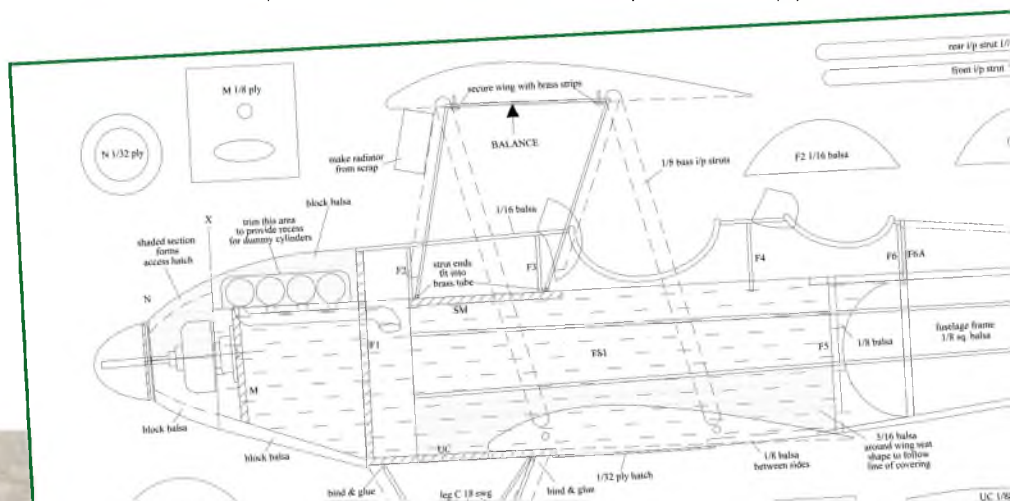 rear i/p strut
front i/p strut
M 1/8 ply
N 1/32 ply
secure wing with brass strips
BALANCE
make radiator
from scrap
1/8 bass i/p struts
F2 1/16 balsa
block balsa
1/16 balsa
X
trim this area
to provide recess
for dummy cylinders
shaded section
forms
access hatch
N
F2
strut ends
fit into
brass tube
F3
F4
F6
F6A
SM
F1
FS1
F5
1/8 balsa
fuselage frame
1/8 sq. balsa
M
block balsa
block balsa
UC
3/16 balsa
around wing seat
shape to follow
line of covering
1/8 balsa
between sides
1/32 ply hatch
bind & glue
leg C 18 swg
bind & glue
UC 1/8